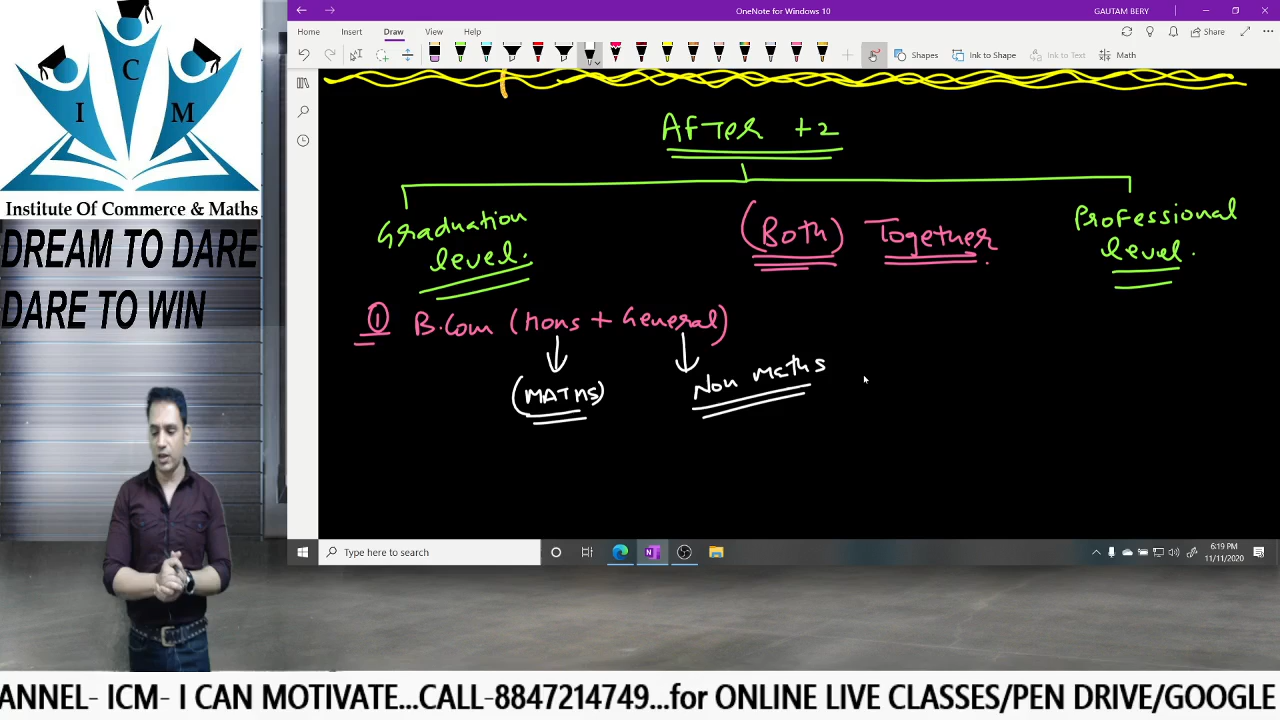 I C M
Institute Of Commerce & Maths
DREAM TO DARE
DARE TO WIN
OneNote for Windows 10
GAUTAM BERY
Home Insert Draw View Help
Share
Shapes Ink to Shape Ink to Text Math
AFTER +2
Graduation level.
(Both) Together.
Professional level.
① B.Com (Hons + General)
(MATHS)
Non Maths
Type here to search
6:19 PM
11/11/2020
ANNEL- ICM- I CAN MOTIVATE...CALL-8847214749...for ONLINE LIVE CLASSES/PEN DRIVE/GOOGLE